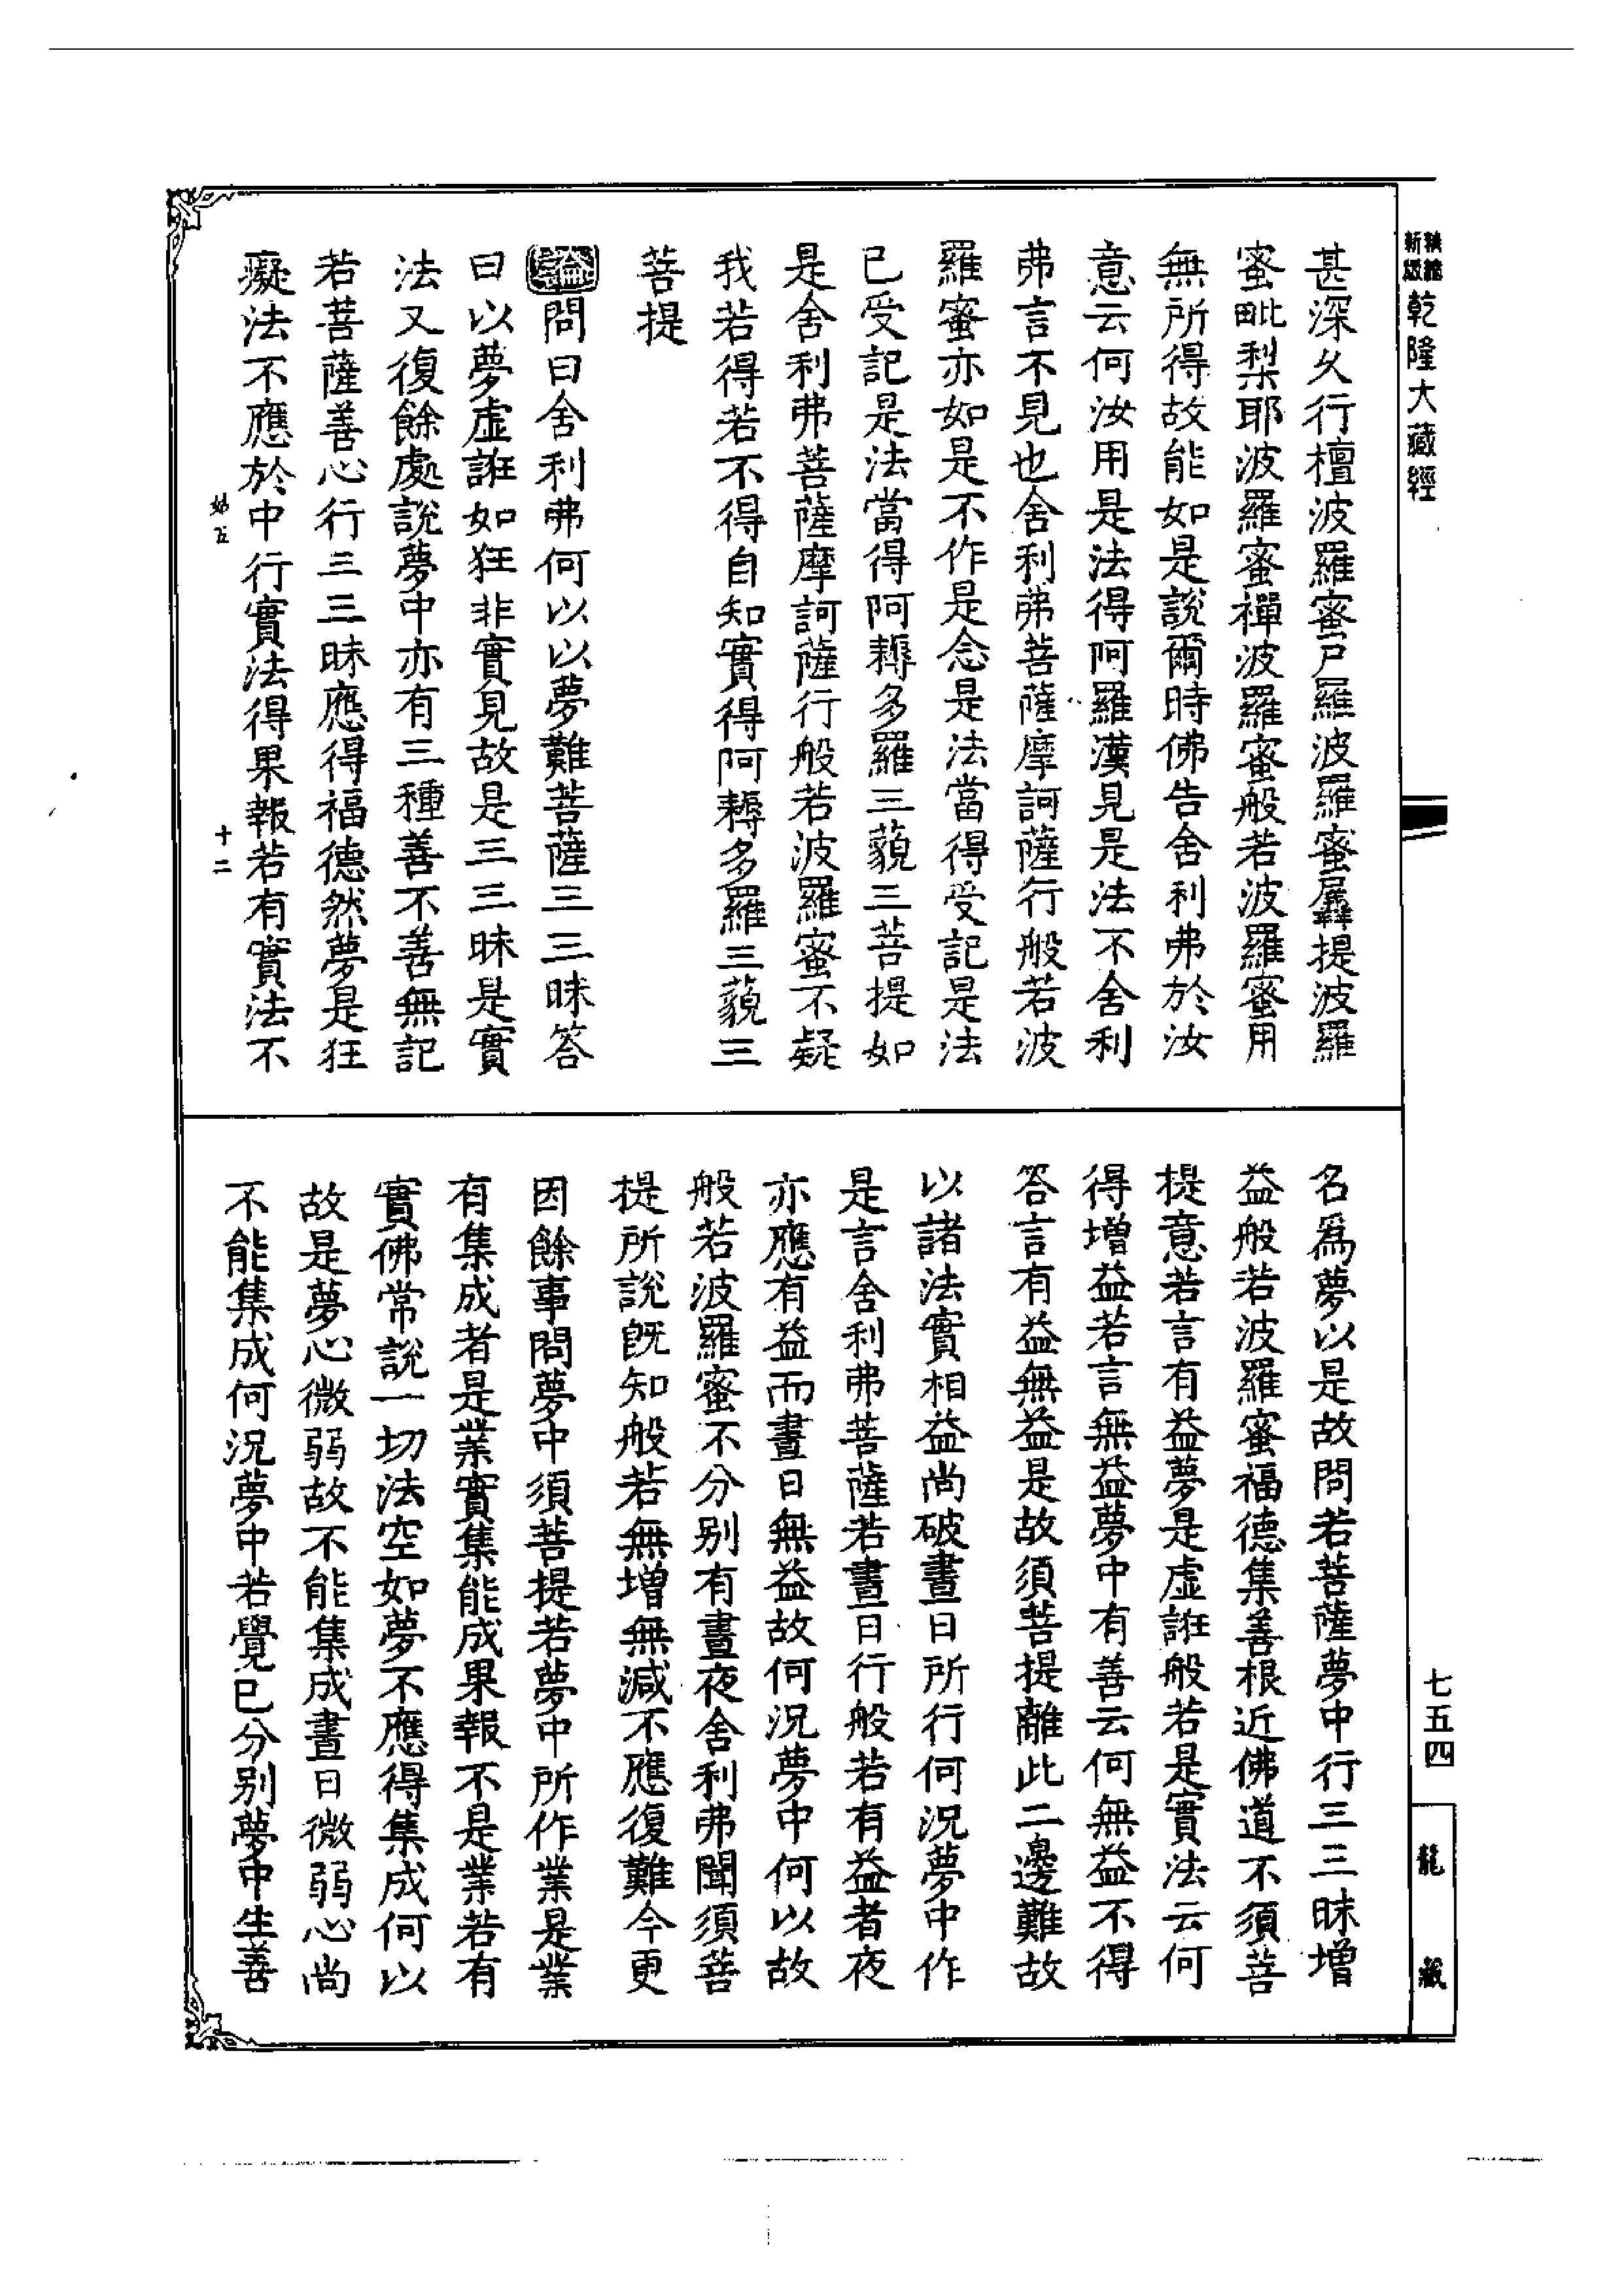 新版
乾隆大藏經
甚深久行檀波羅蜜尸羅波羅蜜羼提波羅
蜜毗梨耶波羅蜜禪波羅蜜般若波羅蜜用
無所得故能如是說爾時佛告舍利弗於汝
意云何汝用是法得阿羅漢見是法不舍利
弗言不見也舍利弗菩薩摩訶薩行般若波
羅蜜亦如是不作是念是法當得受記是法
已受記是法當得阿耨多羅三藐三菩提如
是舍利弗菩薩摩訶薩行般若波羅蜜不疑
我若得若不得自知實得阿耨多羅三藐三
菩提
論問曰舍利弗何以以夢難菩薩三三昧答
曰以夢虛誑如狂非實見故是三三昧是實
法又復餘處說夢中亦有三種善不善無記
若菩薩善心行三三昧應得福德然夢是狂
癡法不應於中行實法得果報若有實法不
十二
名爲夢以是故問若菩薩夢中行三三昧增
益般若波羅蜜福德集善根近佛道不須菩
提意若言有益夢是虛誑般若是實法云何
得增益若言無益夢中有善云何無益不得
答言有益無益是故須菩提離此二邊難故
以諸法實相益尚破晝日所行何況夢中作
是言舍利弗菩薩若晝日行般若有益者夜
亦應有益而晝日無益故何況夢中何以故
般若波羅蜜不分別有晝夜舍利弗聞須菩
提所說旣知般若無增無減不應復難今更
因餘事問夢中須菩提若夢中所作業是業
有集成者是業實集能成果報不是業若有
實佛常說一切法空如夢不應得集成何以
故是夢心微弱故不能集成晝日微弱心尚
不能集成何況夢中若覺已分別夢中生善
七五四
龍藏